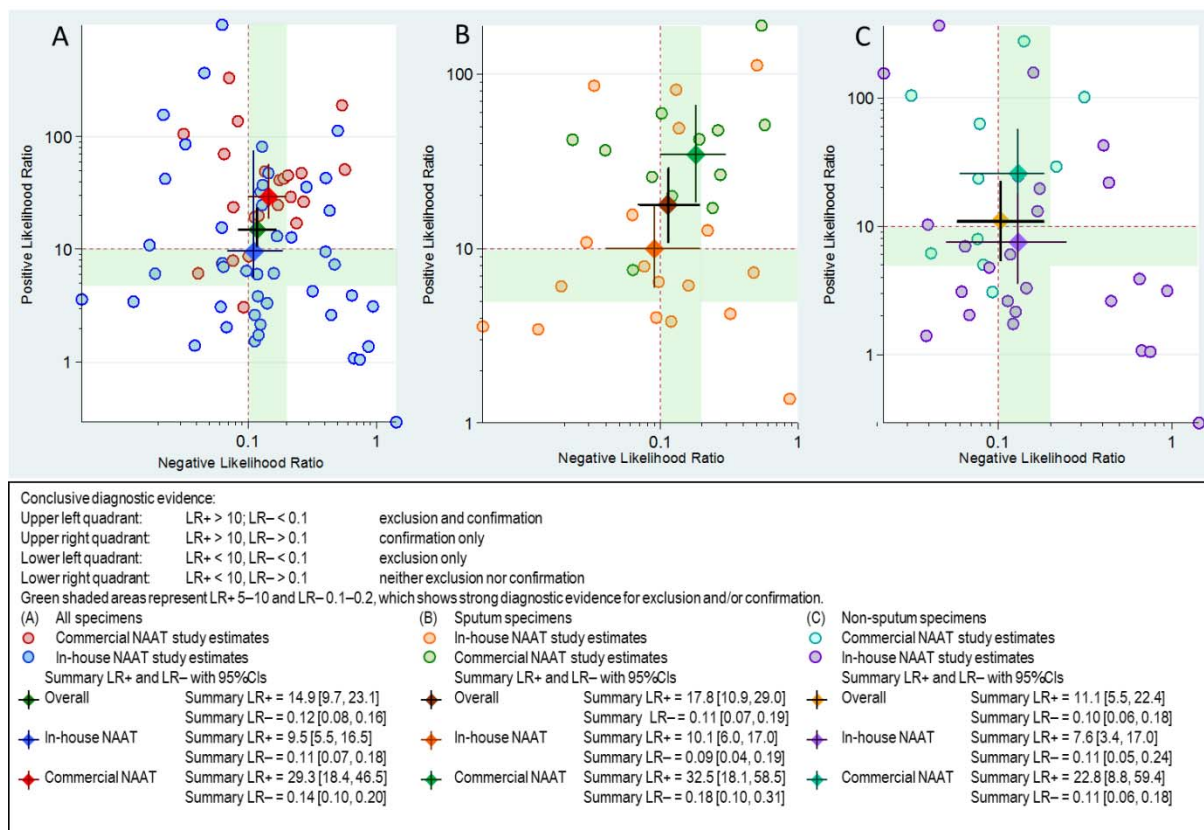 A
B
C
Positive Likelihood Ratio
100
10
1
0.1
1
Negative Likelihood Ratio
Positive Likelihood Ratio
100
10
1
0.1
1
Negative Likelihood Ratio
Positive Likelihood Ratio
100
10
1
0.1
1
Negative Likelihood Ratio
Conclusive diagnostic evidence:
Upper left quadrant: LR+ > 10; LR– < 0.1 exclusion and confirmation
Upper right quadrant: LR+ > 10, LR– > 0.1 confirmation only
Lower left quadrant: LR+ < 10, LR– < 0.1 exclusion only
Lower right quadrant: LR+ < 10, LR– > 0.1 neither exclusion nor confirmation
Green shaded areas represent LR+ 5–10 and LR– 0.1–0.2, which shows strong diagnostic evidence for exclusion and/or confirmation.
(A) All specimens
Commercial NAAT study estimates
In-house NAAT study estimates
Summary LR+ and LR– with 95%CIs
Overall Summary LR+ = 14.9 [9.7, 23.1]
Summary LR– = 0.12 [0.08, 0.16]
In-house NAAT Summary LR+ = 9.5 [5.5, 16.5]
Summary LR– = 0.11 [0.07, 0.18]
Commercial NAAT Summary LR+ = 29.3 [18.4, 46.5]
Summary LR– = 0.14 [0.10, 0.20]
(B) Sputum specimens
In-house NAAT study estimates
Commercial NAAT study estimates
Summary LR+ and LR– with 95%CIs
Overall Summary LR+ = 17.8 [10.9, 29.0]
Summary LR– = 0.11 [0.07, 0.19]
In-house NAAT Summary LR+ = 10.1 [6.0, 17.0]
Summary LR– = 0.09 [0.04, 0.19]
Commercial NAAT Summary LR+ = 32.5 [18.1, 58.5]
Summary LR– = 0.18 [0.10, 0.31]
(C) Non-sputum specimens
Commercial NAAT study estimates
In-house NAAT study estimates
Summary LR+ and LR– with 95%CIs
Overall Summary LR+ = 11.1 [5.5, 22.4]
Summary LR– = 0.10 [0.06, 0.18]
In-house NAAT Summary LR+ = 7.6 [3.4, 17.0]
Summary LR– = 0.11 [0.05, 0.24]
Commercial NAAT Summary LR+ = 22.8 [8.8, 59.4]
Summary LR– = 0.11 [0.06, 0.18]